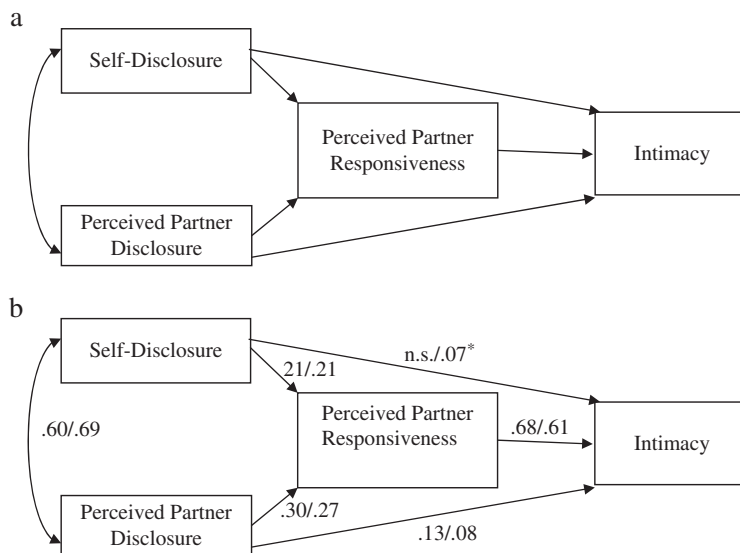 a
Self-Disclosure
Perceived Partner
Responsiveness
Intimacy
Perceived Partner
Disclosure
b
Self-Disclosure
n.s./.07*
21/.21
.60/.69
Perceived Partner
Responsiveness
.68/.61
Intimacy
.30/.27
Perceived Partner
Disclosure
.13/.08